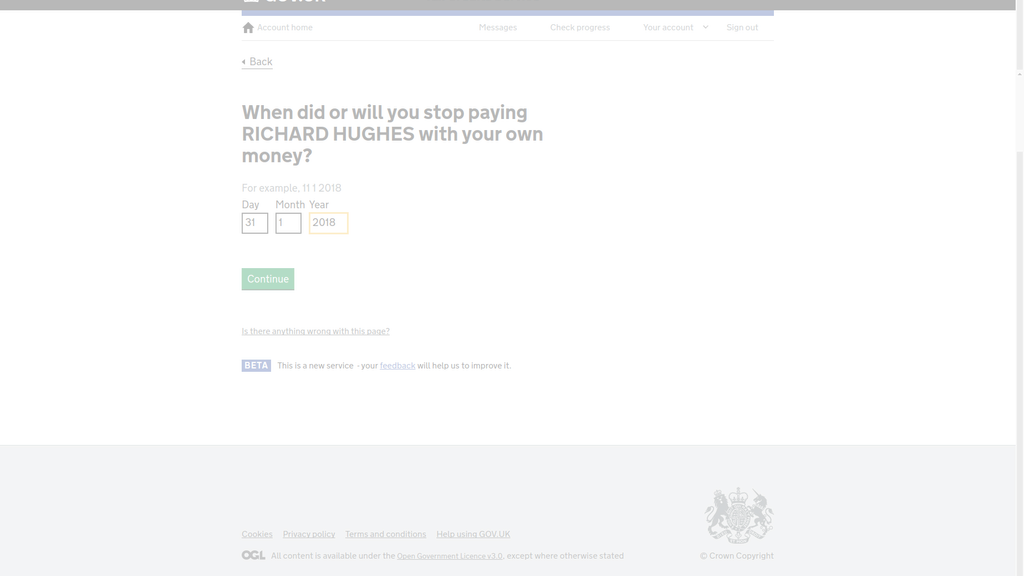 Account home
Messages
Check progress
Your account
Sign out
Back
When did or will you stop paying
RICHARD HUGHES with your own
money?
For example, 11 1 2018
Day Month Year
31 1 2018
Continue
Is there anything wrong with this page?
BETA This is a new service - your feedback will help us to improve it.
Cookies Privacy policy Terms and conditions Help using GOV.UK
OGL All content is available under the Open Government Licence v3.0, except where otherwise stated
© Crown Copyright